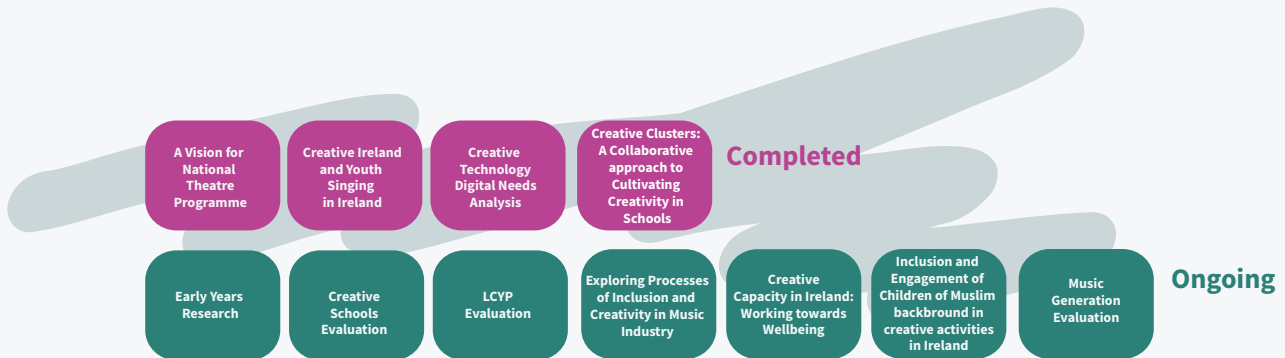 A Vision for
National
Theatre
Programme
Creative Ireland
and Youth
Singing
in Ireland
Creative
Technology
Digital Needs
Analysis
Creative Clusters:
A Collaborative
approach to
Cultivating
Creativity in
Schools
Completed
Early Years
Research
Creative
Schools
Evaluation
LCYP
Evaluation
Exploring Processes
of Inclusion and
Creativity in Music
Industry
Creative
Capacity in Ireland:
Working towards
Wellbeing
Inclusion and
Engagement of
Children of Muslim
backbround in
creative activities
in Ireland
Music
Generation
Evaluation
Ongoing